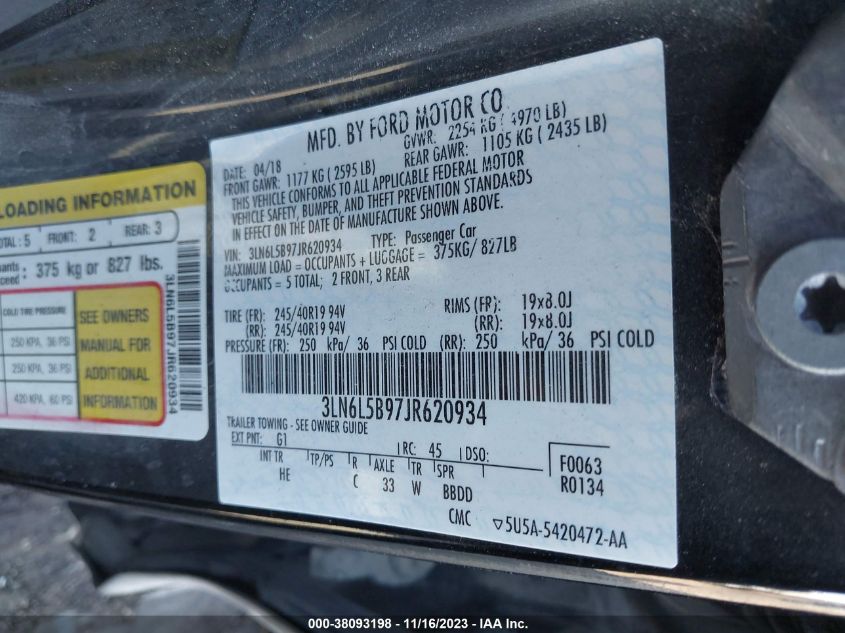 LOADING INFORMATION
TOTAL: 5 FRONT: 2 REAR: 3
375 kg or 827 lbs.
COLD TIRE PRESSURE
250 KPA, 36 PSI
250 KPA, 36 PSI
420 KPA, 60 PSI
SEE OWNERS
MANUAL FOR
ADDITIONAL
INFORMATION
3LN6L5B97JR620934
MFD. BY FORD MOTOR CO.
DATE: 04/18 GVWR: 2254 KG ( 4970 LB)
FRONT GAWR: 1177 KG ( 2595 LB) REAR GAWR: 1105 KG ( 2435 LB)
THIS VEHICLE CONFORMS TO ALL APPLICABLE FEDERAL MOTOR
VEHICLE SAFETY, BUMPER, AND THEFT PREVENTION STANDARDS
IN EFFECT ON THE DATE OF MANUFACTURE SHOWN ABOVE.
VIN: 3LN6L5B97JR620934 TYPE: Passenger Car
MAXIMUM LOAD = OCCUPANTS + LUGGAGE = 375KG/ 827LB
OCCUPANTS = 5 TOTAL; 2 FRONT, 3 REAR
TIRE (FR): 245/40R19 94V RIMS (FR): 19x8.0J
(RR): 245/40R19 94V (RR): 19x8.0J
PRESSURE (FR): 250 kPa/ 36 PSI COLD (RR): 250 kPa/ 36 PSI COLD
3LN6L5B97JR620934
TRAILER TOWING - SEE OWNER GUIDE
EXT PNT: G1 RC: 45 DSO:
INT TR TP/PS R AXLE TR SPR F0063
HE C 33 W BBDD R0134
CMC ▽5U5A-5420472-AA
000-38093198 - 11/16/2023 - IAA Inc.